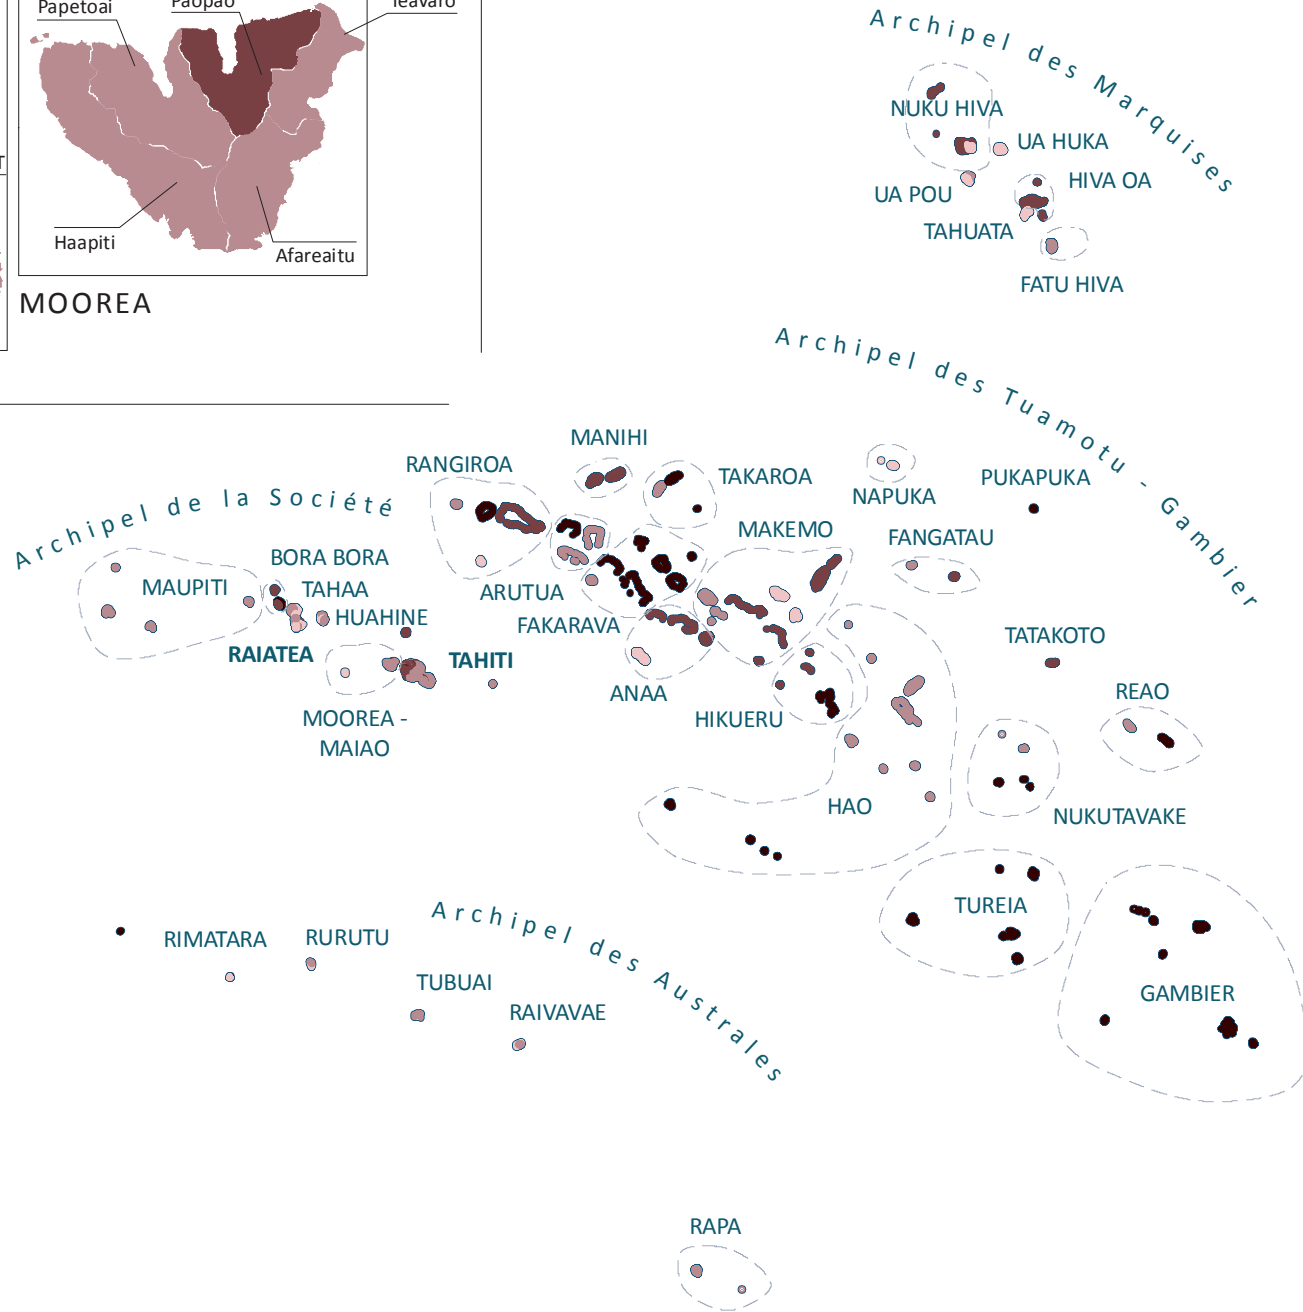 Papetoai
Paopao
Teavaro
Haapiti
Afareaitu
MOOREA
Archipel des Marquises
NUKU HIVA
UA HUKA
HIVA OA
UA POU
TAHUATA
FATU HIVA
Archipel des Tuamotu - Gambier
MANIHI
RANGIROA
TAKAROA
NAPUKA
PUKAPUKA
Archipel de la Société
MAKEMO
FANGATAU
BORA BORA
MAUPITI
TAHAA
ARUTUA
HUAHINE
FAKARAVA
TATAKOTO
RAIATEA
TAHITI
ANAA
REAO
MOOREA -
MAIAO
HIKUERU
HAO
NUKUTAVAKE
TUREIA
Archipel des Australes
RIMATARA
RURUTU
TUBUAI
GAMBIER
RAIVAVAE
RAPA